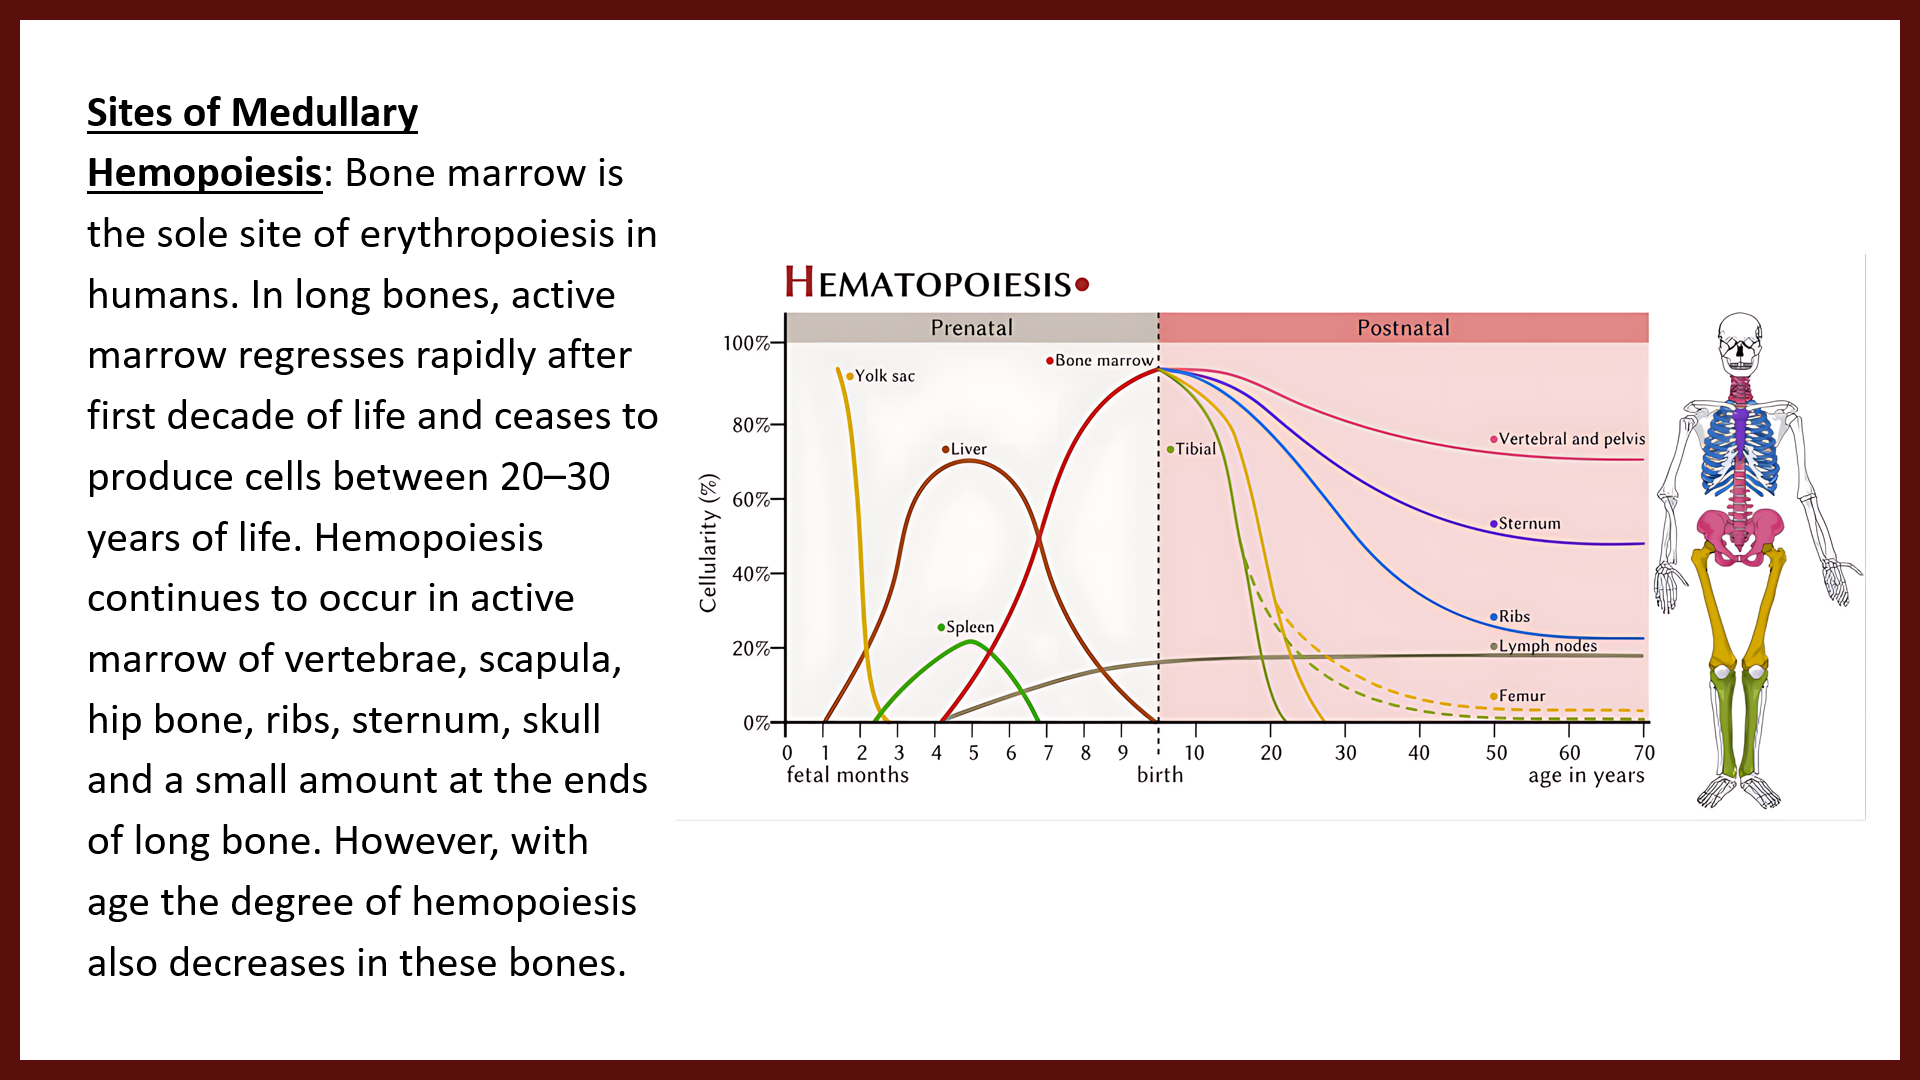 Sites of Medullary
Hemopoiesis: Bone marrow is
the sole site of erythropoiesis in
humans. In long bones, active
marrow regresses rapidly after
first decade of life and ceases to
produce cells between 20–30
years of life. Hemopoiesis
continues to occur in active
marrow of vertebrae, scapula,
hip bone, ribs, sternum, skull
and a small amount at the ends
of long bone. However, with
age the degree of hemopoiesis
also decreases in these bones.
HEMATOPOIESIS
Prenatal
Postnatal
Cellularity (%)
100%
80%
60%
40%
20%
0%
Yolk sac
Bone marrow
Liver
Tibial
Spleen
Vertebral and pelvis
Sternum
Ribs
Lymph nodes
Femur
0 1 2 3 4 5 6 7 8 9 10 20 30 40 50 60 70
fetal months birth age in years